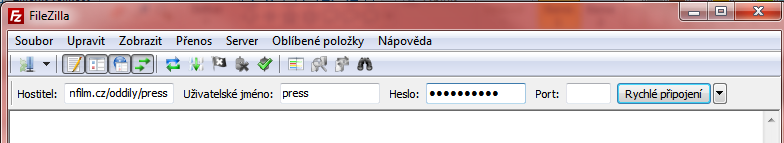 FileZilla
Soubor Upravit Zobrazit Přenos Server Oblíbené položky Nápověda
Hostitel: nfilm.cz/oddily/press Uživatelské jméno: press Heslo: ●●●●●●●●●● Port: Rychlé připojení